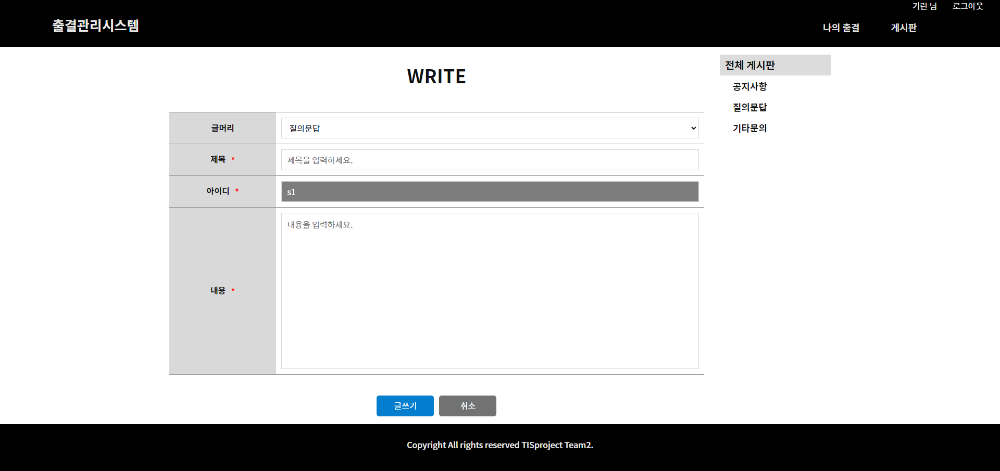 기린 님 로그아웃
출결관리시스템
나의 출결 게시판
WRITE
글머리 질의문답
제목 * 제목을 입력하세요.
아이디 * s1
내용 * 내용을 입력하세요.
글쓰기 취소
전체 게시판
공지사항
질의문답
기타문의
Copyright All rights reserved TISproject Team2.